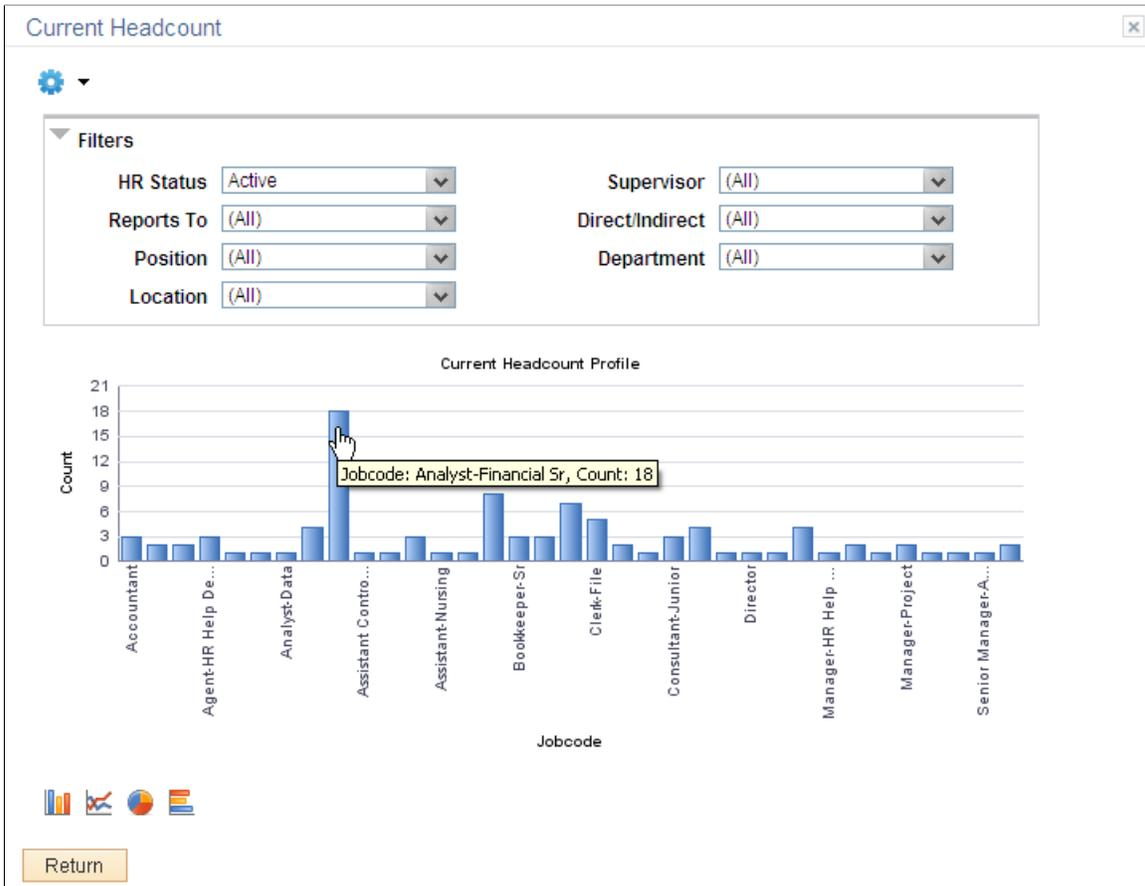 Current Headcount
Filters
HR Status Active Supervisor (All)
Reports To (All) Direct/Indirect (All)
Position (All) Department (All)
Location (All)
Current Headcount Profile
21
18
15
12
9
6
3
0
Count
Jobcode: Analyst-Financial Sr, Count: 18
Accountant
Agent-HR Help De...
Analyst-Data
Assistant Contro...
Assistant-Nursing
Bookkeeper-Sr
Clerk-File
Consultant-Junior
Director
Manager-HR Help ...
Manager-Project
Senior Manager-A...
Jobcode
Return